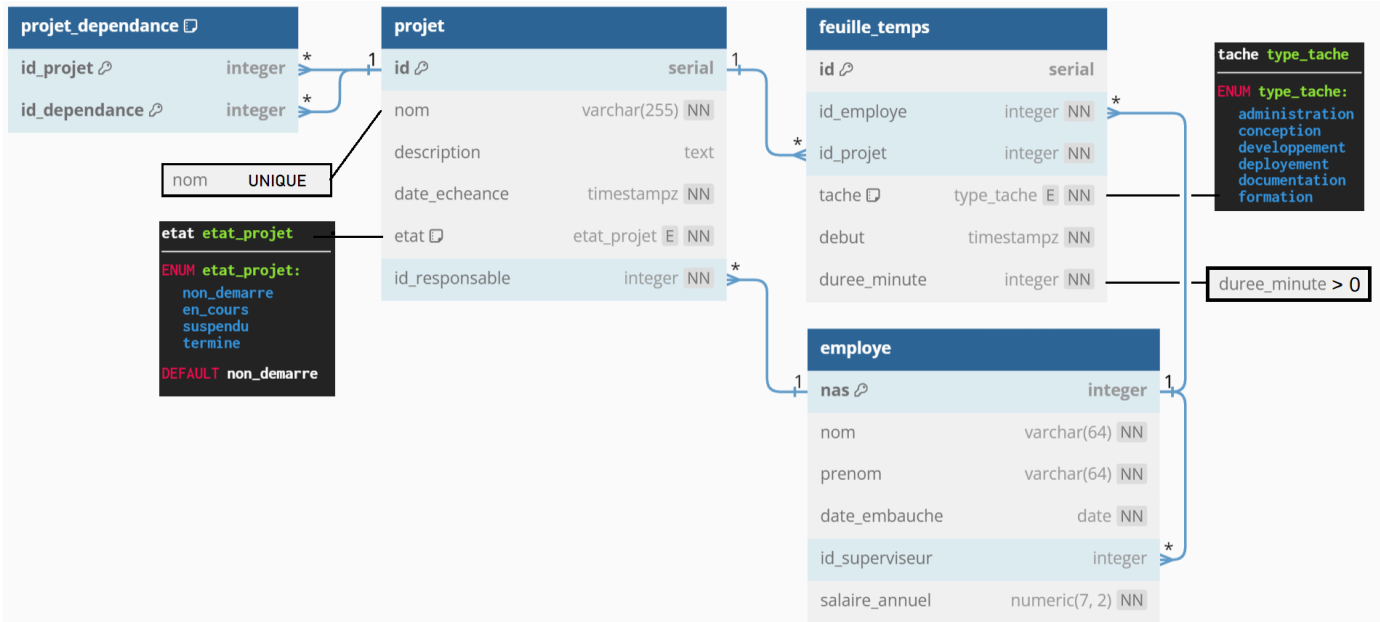 projet_dependance
id_projet integer
id_dependance integer
* 1
*
projet
id serial
nom varchar(255) NN
description text
date_echeance timestampz NN
etat etat_projet E NN
id_responsable integer NN
1
*
*
1
feuille_temps
id serial
id_employe integer NN
id_projet integer NN
tache type_tache E NN
debut timestampz NN
duree_minute integer NN
*
tache type_tache
ENUM type_tache:
administration
conception
developpement
deployement
documentation
formation
nom UNIQUE
etat etat_projet
ENUM etat_projet:
non_demarre
en_cours
suspendu
termine
DEFAULT non_demarre
duree_minute > 0
employe
nas integer
nom varchar(64) NN
prenom varchar(64) NN
date_embauche date NN
id_superviseur integer
salaire_annuel numeric(7, 2) NN
1
*